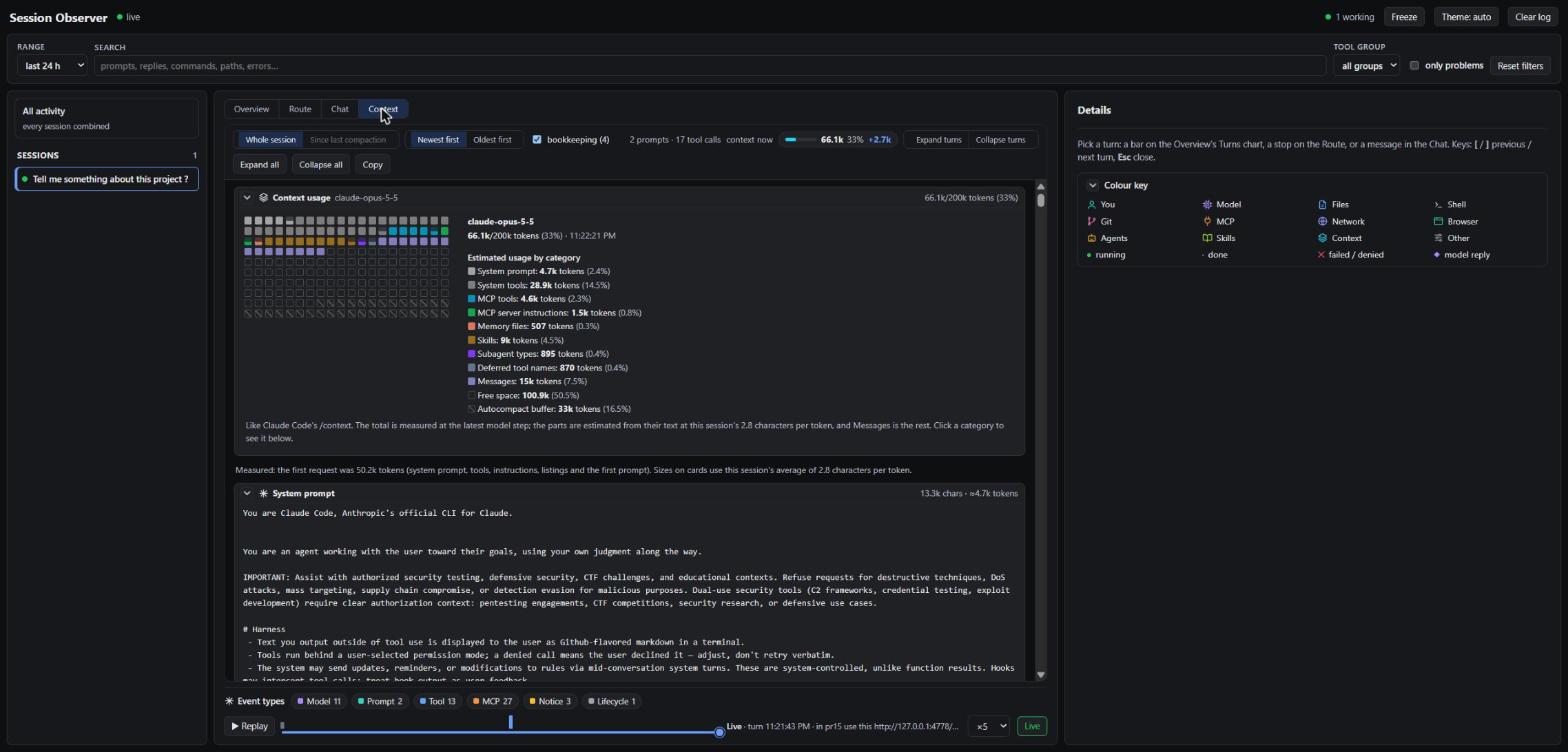 Session Observer
live
1 working
Freeze
Theme: auto
Clear log
RANGE
SEARCH
TOOL GROUP
last 24 h
prompts, replies, commands, paths, errors...
all groups
only problems
Reset filters
All activity
every session combined
SESSIONS
1
Tell me something about this project ?
Overview
Route
Chat
Context
Whole session
Since last compaction
Newest first
Oldest first
bookkeeping (4)
2 prompts · 17 tool calls
context now
66.1k 33% +2.7k
Expand turns
Collapse turns
Expand all
Collapse all
Copy
Context usage claude-opus-5-5
66.1k/200k tokens (33%)
claude-opus-5-5
66.1k/200k tokens (33%) · 11:22:21 PM
Estimated usage by category
System prompt: 4.7k tokens (2.4%)
System tools: 28.9k tokens (14.5%)
MCP tools: 4.6k tokens (2.3%)
MCP server instructions: 1.5k tokens (0.8%)
Memory files: 507 tokens (0.3%)
Skills: 9k tokens (4.5%)
Subagent types: 895 tokens (0.4%)
Deferred tool names: 870 tokens (0.4%)
Messages: 15k tokens (7.5%)
Free space: 100.9k (50.5%)
Autocompact buffer: 33k tokens (16.5%)
Like Claude Code's /context. The total is measured at the latest model step; the parts are estimated from their text at this session's 2.8 characters per token, and Messages is the rest. Click a category to
see it below.
Measured: the first request was 50.2k tokens (system prompt, tools, instructions, listings and the first prompt). Sizes on cards use this session's average of 2.8 characters per token.
System prompt
13.3k chars · ≈4.7k tokens
You are Claude Code, Anthropic's official CLI for Claude.
You are an agent working with the user toward their goals, using your own judgment along the way.
IMPORTANT: Assist with authorized security testing, defensive security, CTF challenges, and educational contexts. Refuse requests for destructive techniques, DoS
attacks, mass targeting, supply chain compromise, or detection evasion for malicious purposes. Dual-use security tools (C2 frameworks, credential testing, exploit
development) require clear authorization context: pentesting engagements, CTF competitions, security research, or defensive use cases.
# Harness
- Text you output outside of tool use is displayed to the user as Github-flavored markdown in a terminal.
- Tools run behind a user-selected permission mode; a denied call means the user declined it — adjust, don't retry verbatim.
- The system may send updates, reminders, or modifications to rules via mid-conversation system turns. These are system-controlled, unlike function results. Hooks
may intercept tool calls; treat hook output as user feedback.
Event types
Model 11
Prompt 2
Tool 13
MCP 27
Notice 3
Lifecycle 1
Replay
Live · turn 11:21:43 PM · in pr15 use this http://127.0.0.1:4778/...
×5
Live
Details
Pick a turn: a bar on the Overview's Turns chart, a stop on the Route, or a message in the Chat. Keys: [ / ] previous /
next turn, Esc close.
Colour key
You
Model
Files
Shell
Git
MCP
Network
Browser
Agents
Skills
Context
Other
running
done
failed / denied
model reply